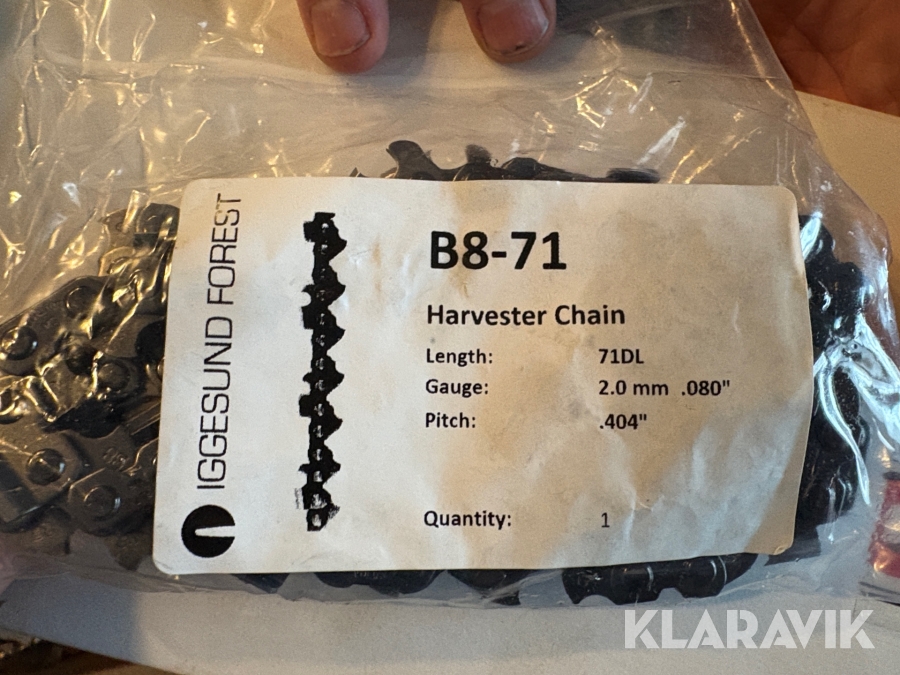 IGGESUND FOREST
B8-71
Harvester Chain
Length: 71DL
Gauge: 2.0 mm .080"
Pitch: .404"
Quantity: 1
KLARAVIK